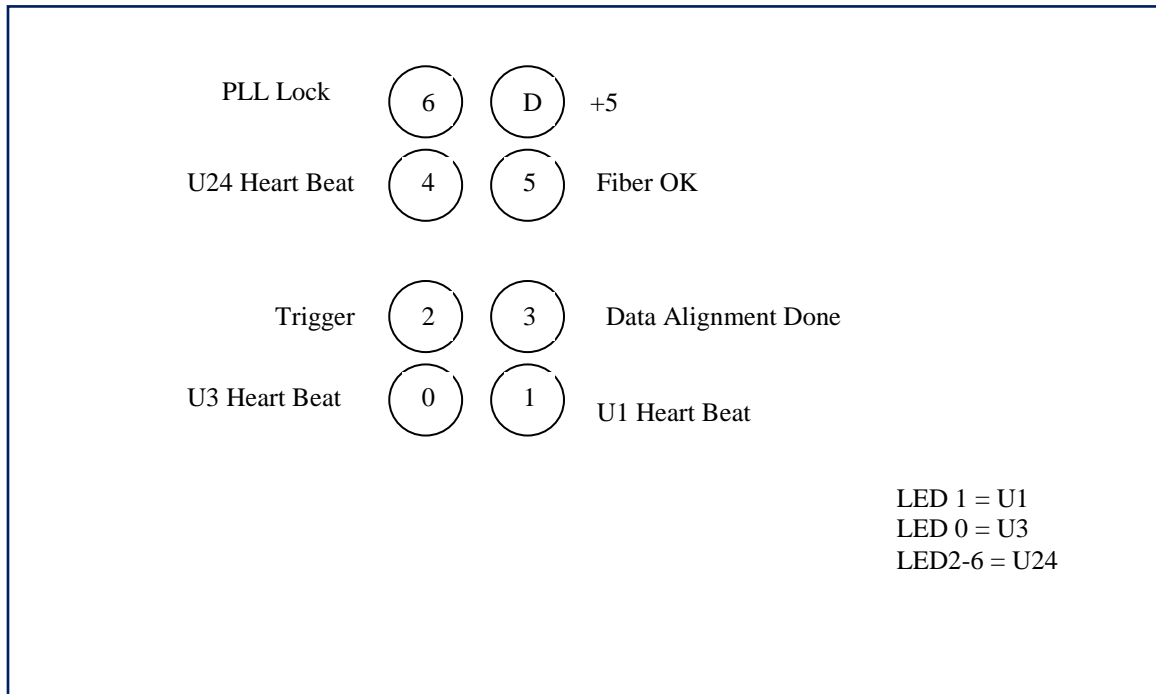 PLL Lock 6 D +5
U24 Heart Beat 4 5 Fiber OK
Trigger 2 3 Data Alignment Done
U3 Heart Beat 0 1 U1 Heart Beat
LED 1 = U1
LED 0 = U3
LED2-6 = U24